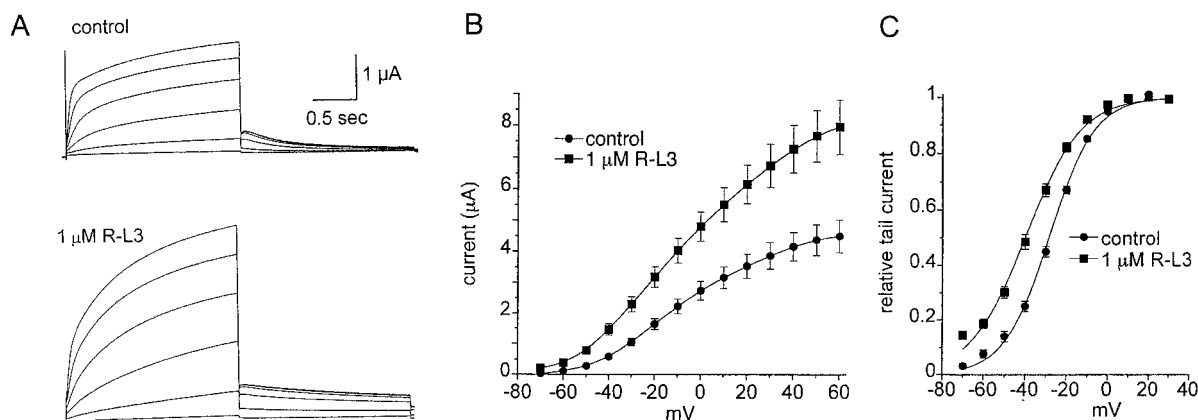 A
control
1 µA
0.5 sec
1 µM R-L3
B
current (µA)
8
6
4
2
0
control
1 µM R-L3
-80 -60 -40 -20 0 20 40 60
mV
C
relative tail current
1
0.8
0.6
0.4
0.2
0
control
1 µM R-L3
-80 -60 -40 -20 0 20 40
mV